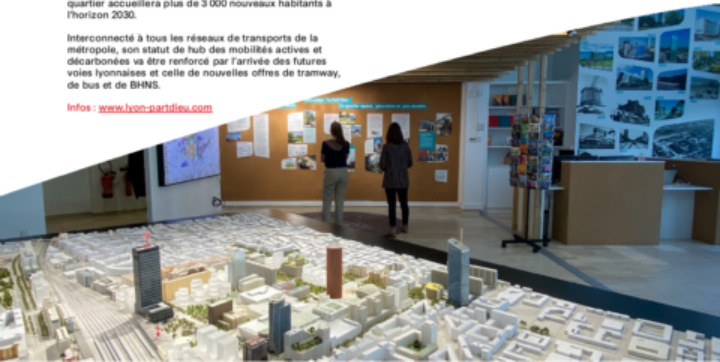 quartier accueillera plus de 3 000 nouveaux habitants à
l'horizon 2030.
Interconnecté à tous les réseaux de transports de la
métropole, son statut de hub des mobilités actives et
décarbonées va être renforcé par l'arrivée des futures
voies lyonnaises et celle de nouvelles offres de tramway,
de bus et de BHNS.
Infos : www.lyon-partdieu.com